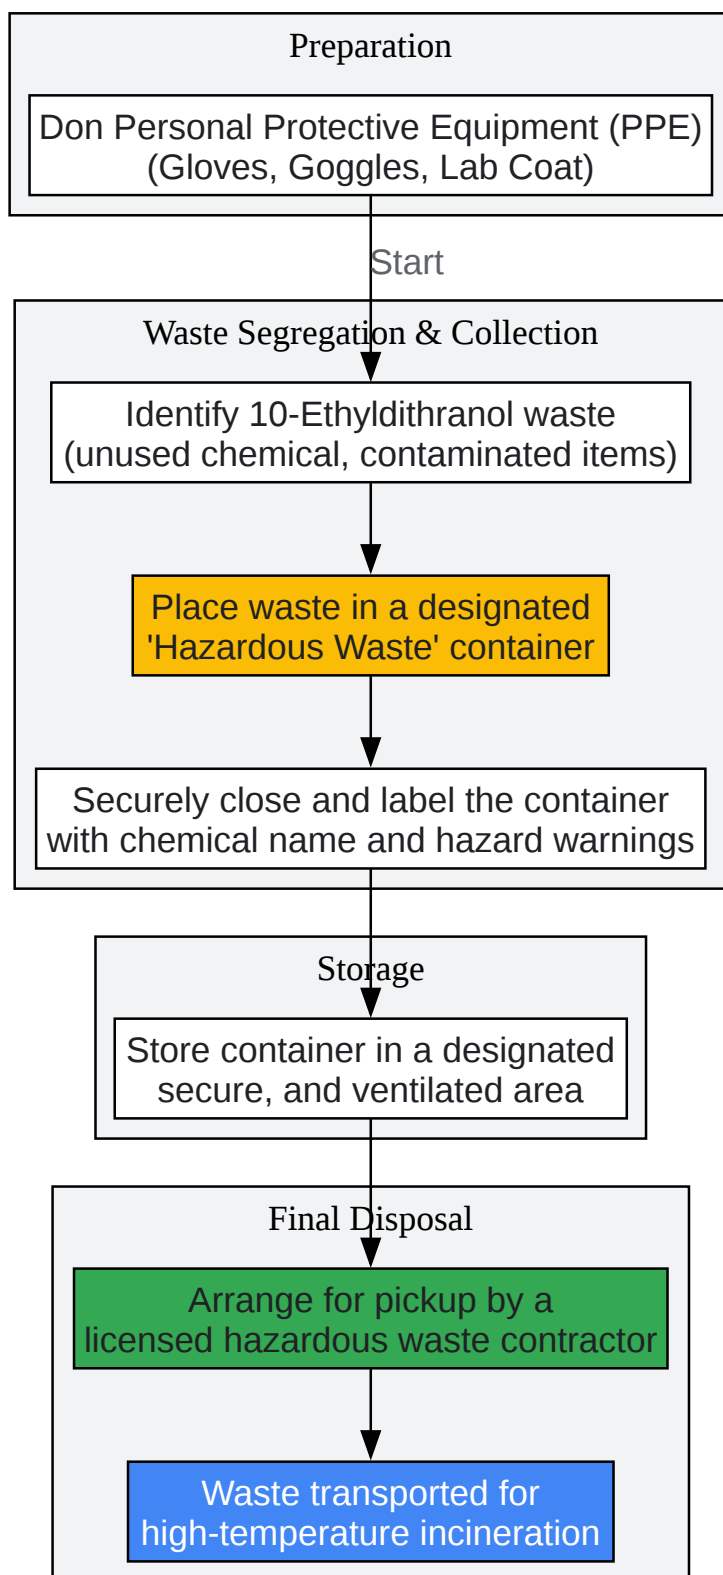 Preparation
Don Personal Protective Equipment (PPE)
(Gloves, Goggles, Lab Coat)
Start
Waste Segregation & Collection
Identify 10-Ethyldithranol waste
(unused chemical, contaminated items)
Place waste in a designated
'Hazardous Waste' container
Securely close and label the container
with chemical name and hazard warnings
Storage
Store container in a designated
secure, and ventilated area
Final Disposal
Arrange for pickup by a
licensed hazardous waste contractor
Waste transported for
high-temperature incineration